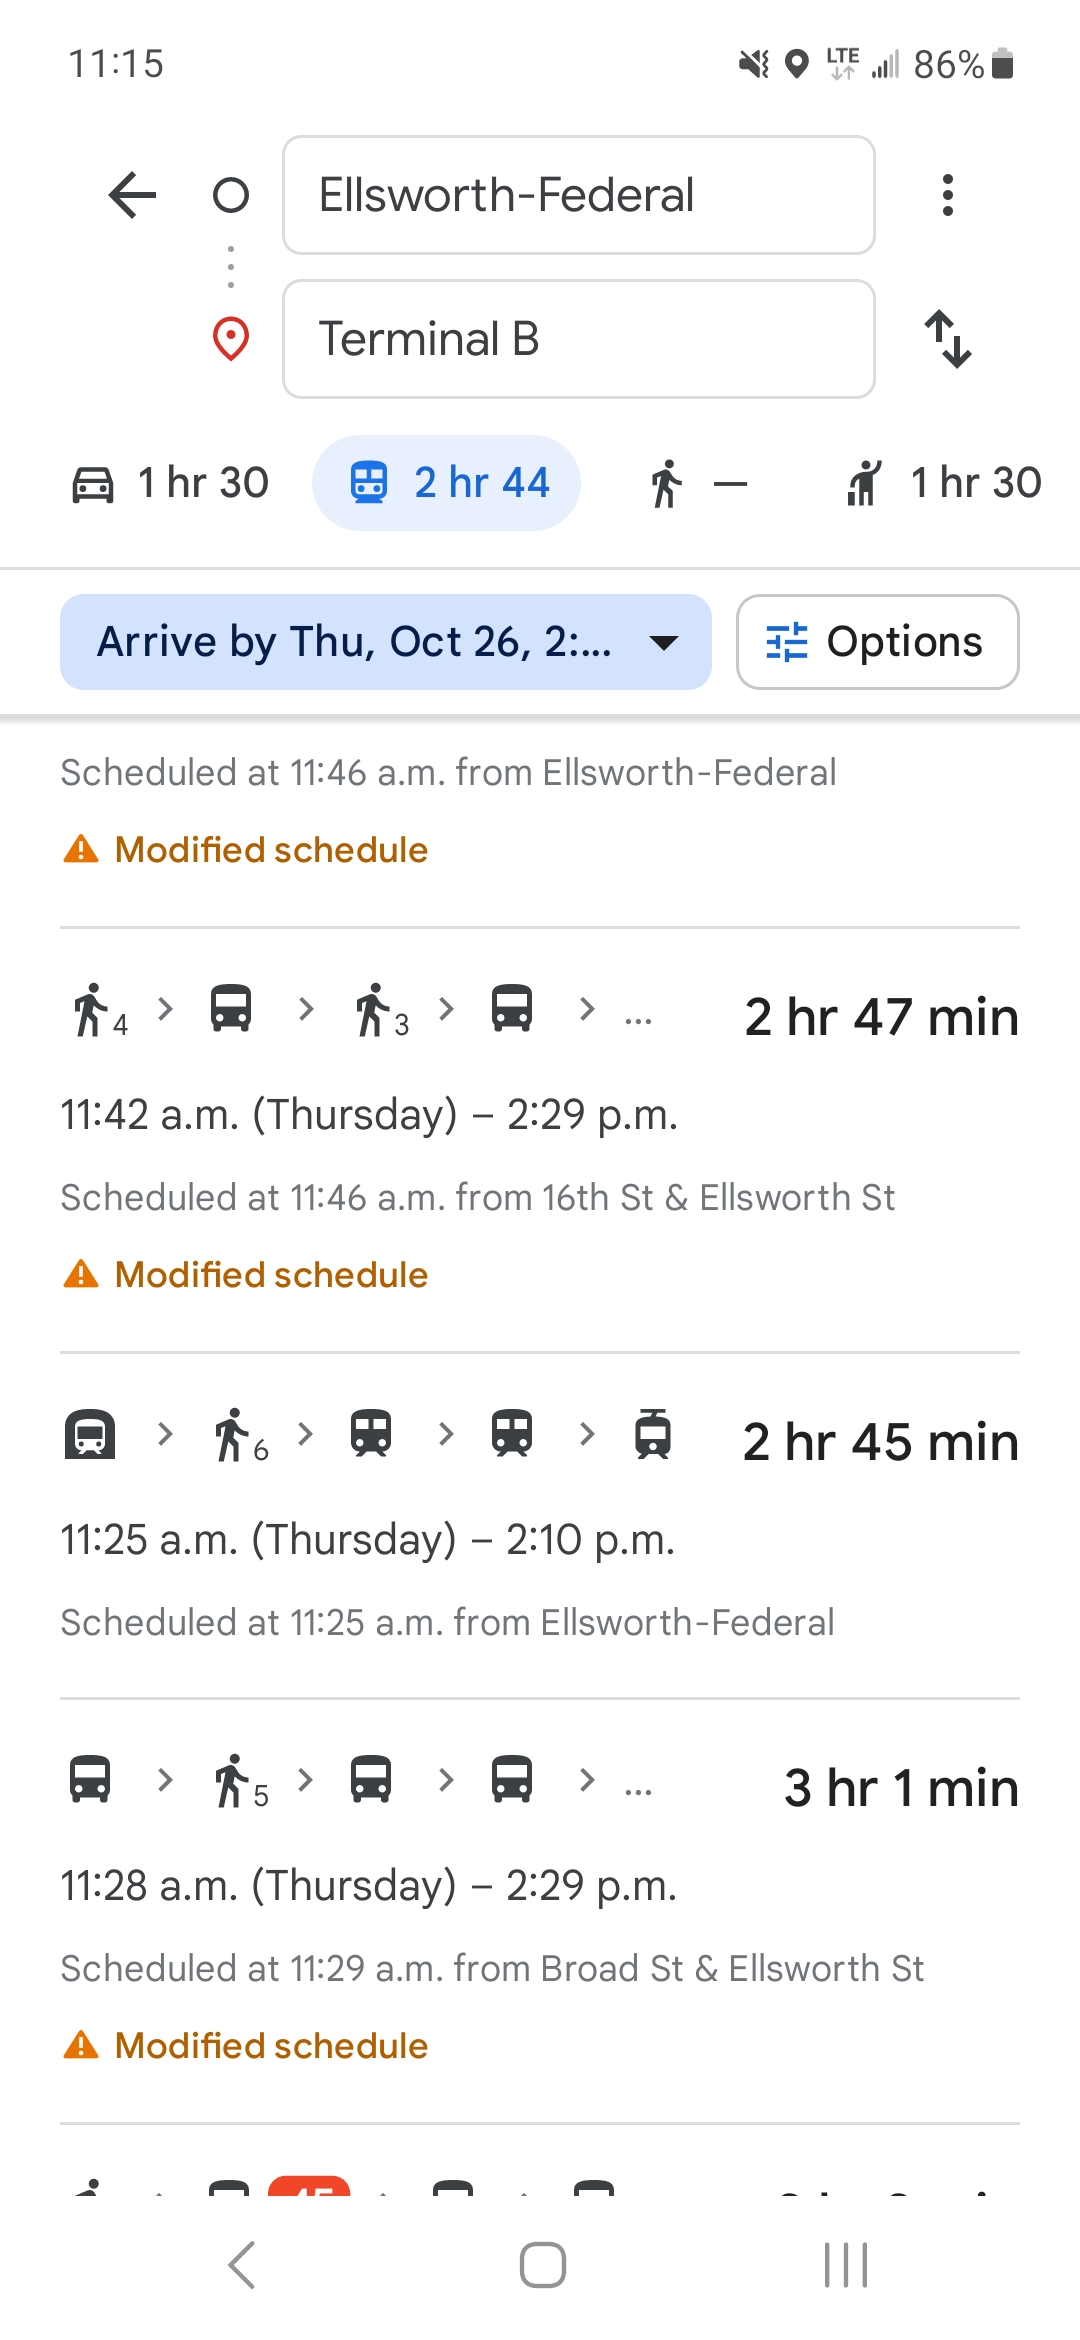 11:15 LTE 86%
Ellsworth-Federal
Terminal B
1 hr 30 2 hr 44 — 1 hr 30
Arrive by Thu, Oct 26, 2:... Options
Scheduled at 11:46 a.m. from Ellsworth-Federal
Modified schedule
4 > > 3 > > ... 2 hr 47 min
11:42 a.m. (Thursday) – 2:29 p.m.
Scheduled at 11:46 a.m. from 16th St & Ellsworth St
Modified schedule
> 6 > > > 2 hr 45 min
11:25 a.m. (Thursday) – 2:10 p.m.
Scheduled at 11:25 a.m. from Ellsworth-Federal
> 5 > > > ... 3 hr 1 min
11:28 a.m. (Thursday) – 2:29 p.m.
Scheduled at 11:29 a.m. from Broad St & Ellsworth St
Modified schedule